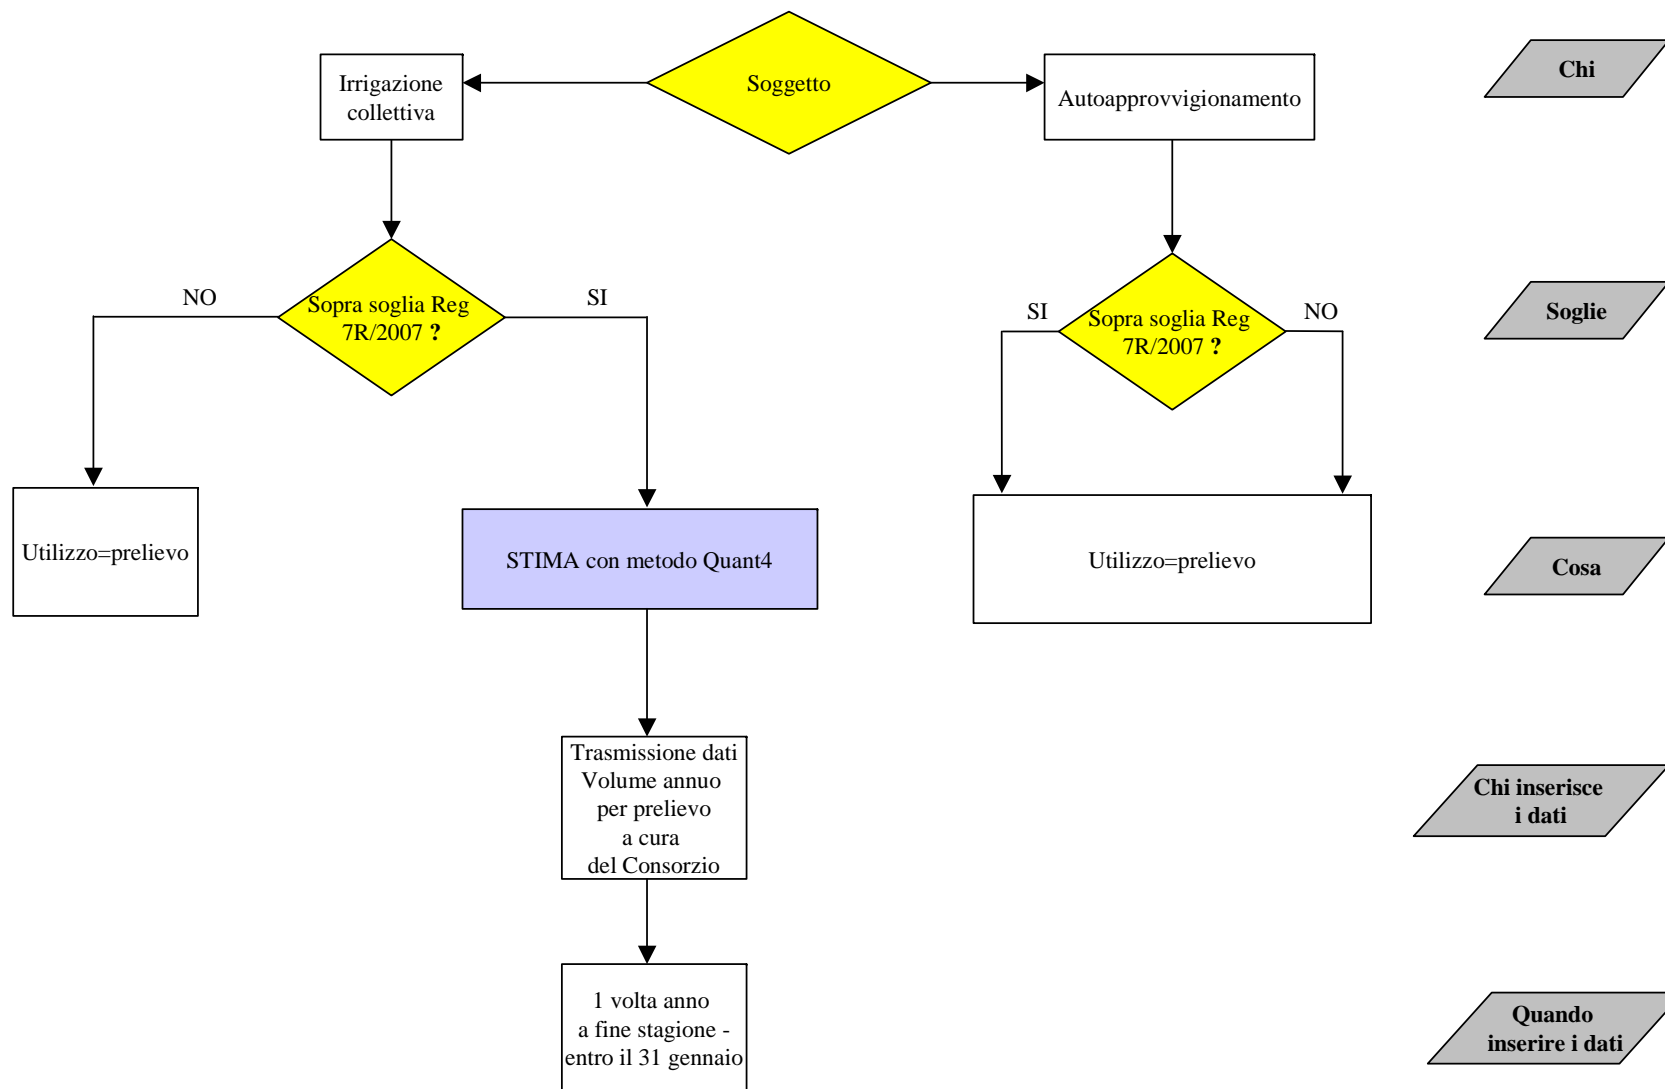 Irrigazione
collettiva
Soggetto
Autoapprovvigionamento
Chi
NO
Sopra soglia Reg
7R/2007 ?
SI
SI
Sopra soglia Reg
7R/2007 ?
NO
Soglie
Utilizzo=prelievo
STIMA con metodo Quant4
Utilizzo=prelievo
Cosa
Trasmissione dati
Volume annuo
per prelievo
a cura
del Consorzio
Chi inserisce
i dati
1 volta anno
a fine stagione -
entro il 31 gennaio
Quando
inserire i dati